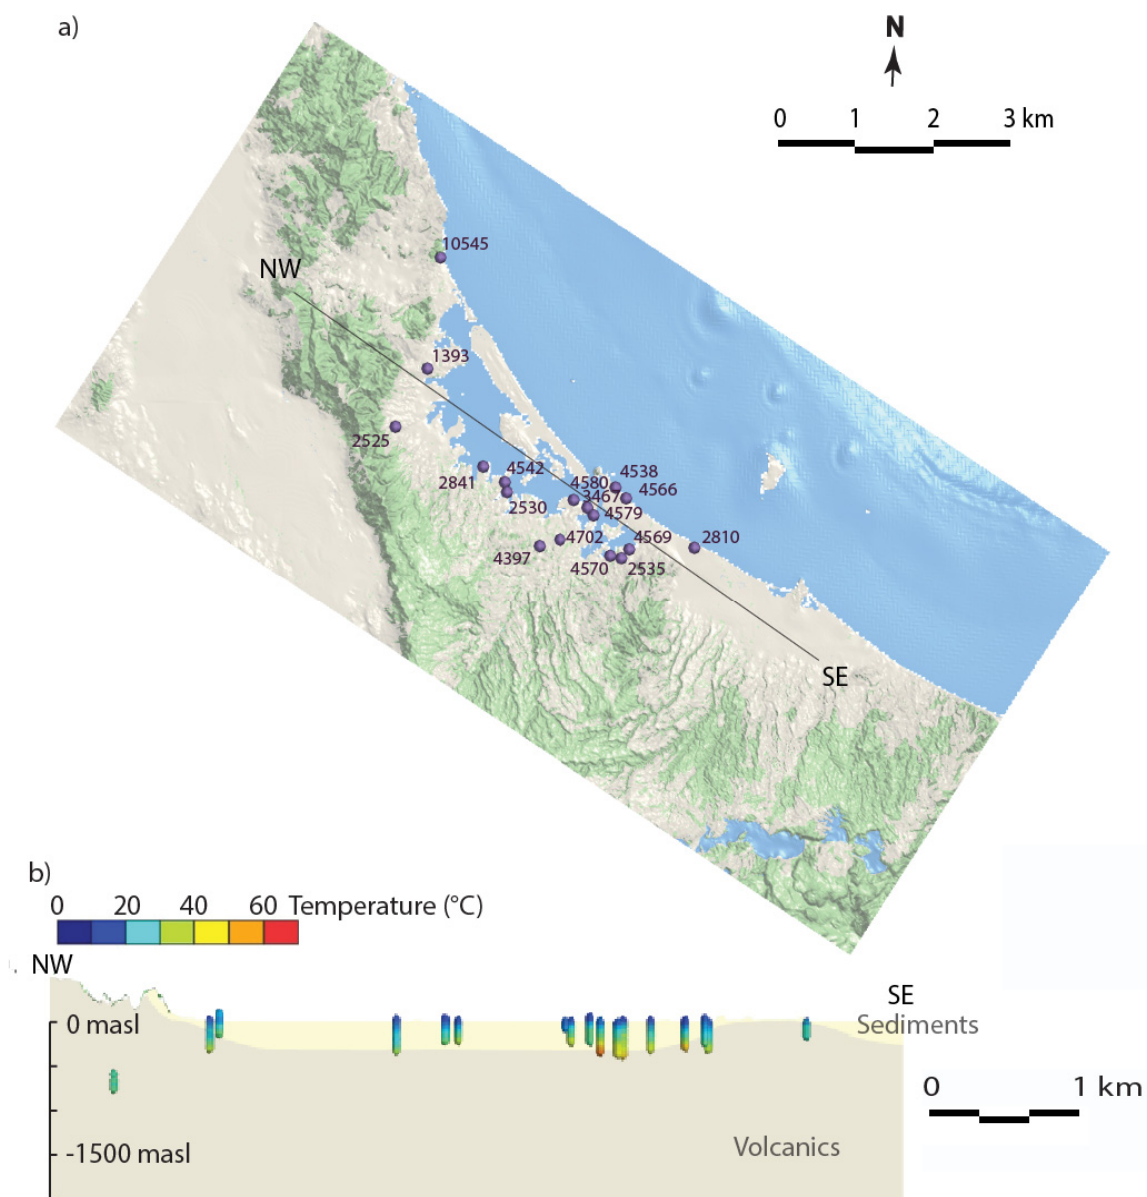 a)
N
0 1 2 3 km
10545
NW
1393
2525
4542
2841
2530
4580
4538
3467
4566
4579
4702
4569
2810
4397
4570
2535
SE
b)
0 20 40 60 Temperature (°C)
NW
SE
0 masl
Sediments
0 1 km
Volcanics
-1500 masl